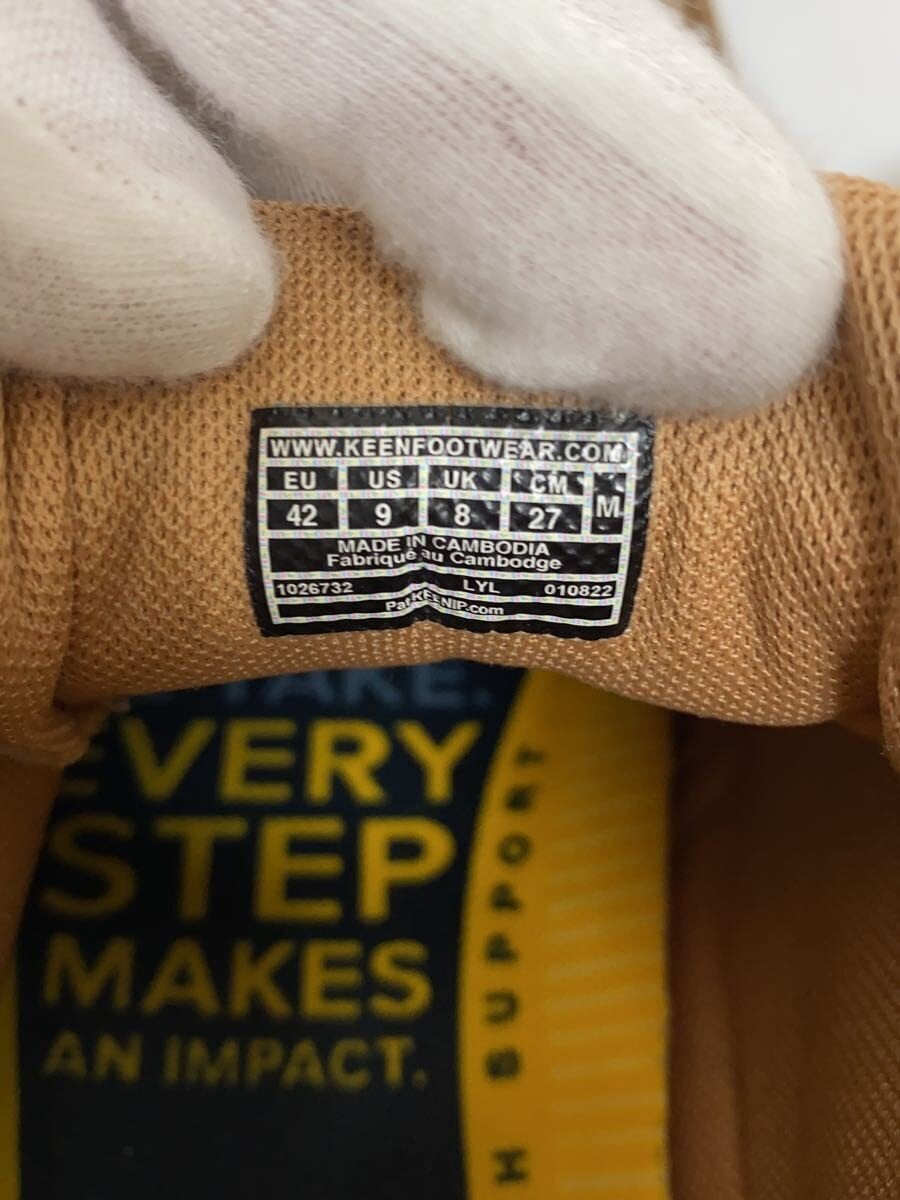 WWW.KEENFOOTWEAR.COM
EU US UK CM M
42 9 8 27
MADE IN CAMBODIA
Fabriqué au Cambodge
1026732 LYL 010822
PatKEENIP.com
TAKE.
EVERY
STEP
MAKES
AN IMPACT.
H SUPPORT